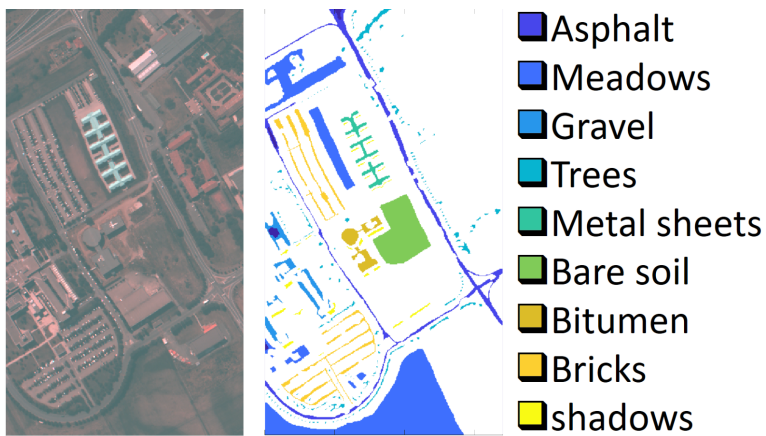 Asphalt
Meadows
Gravel
Trees
Metal sheets
Bare soil
Bitumen
Bricks
shadows